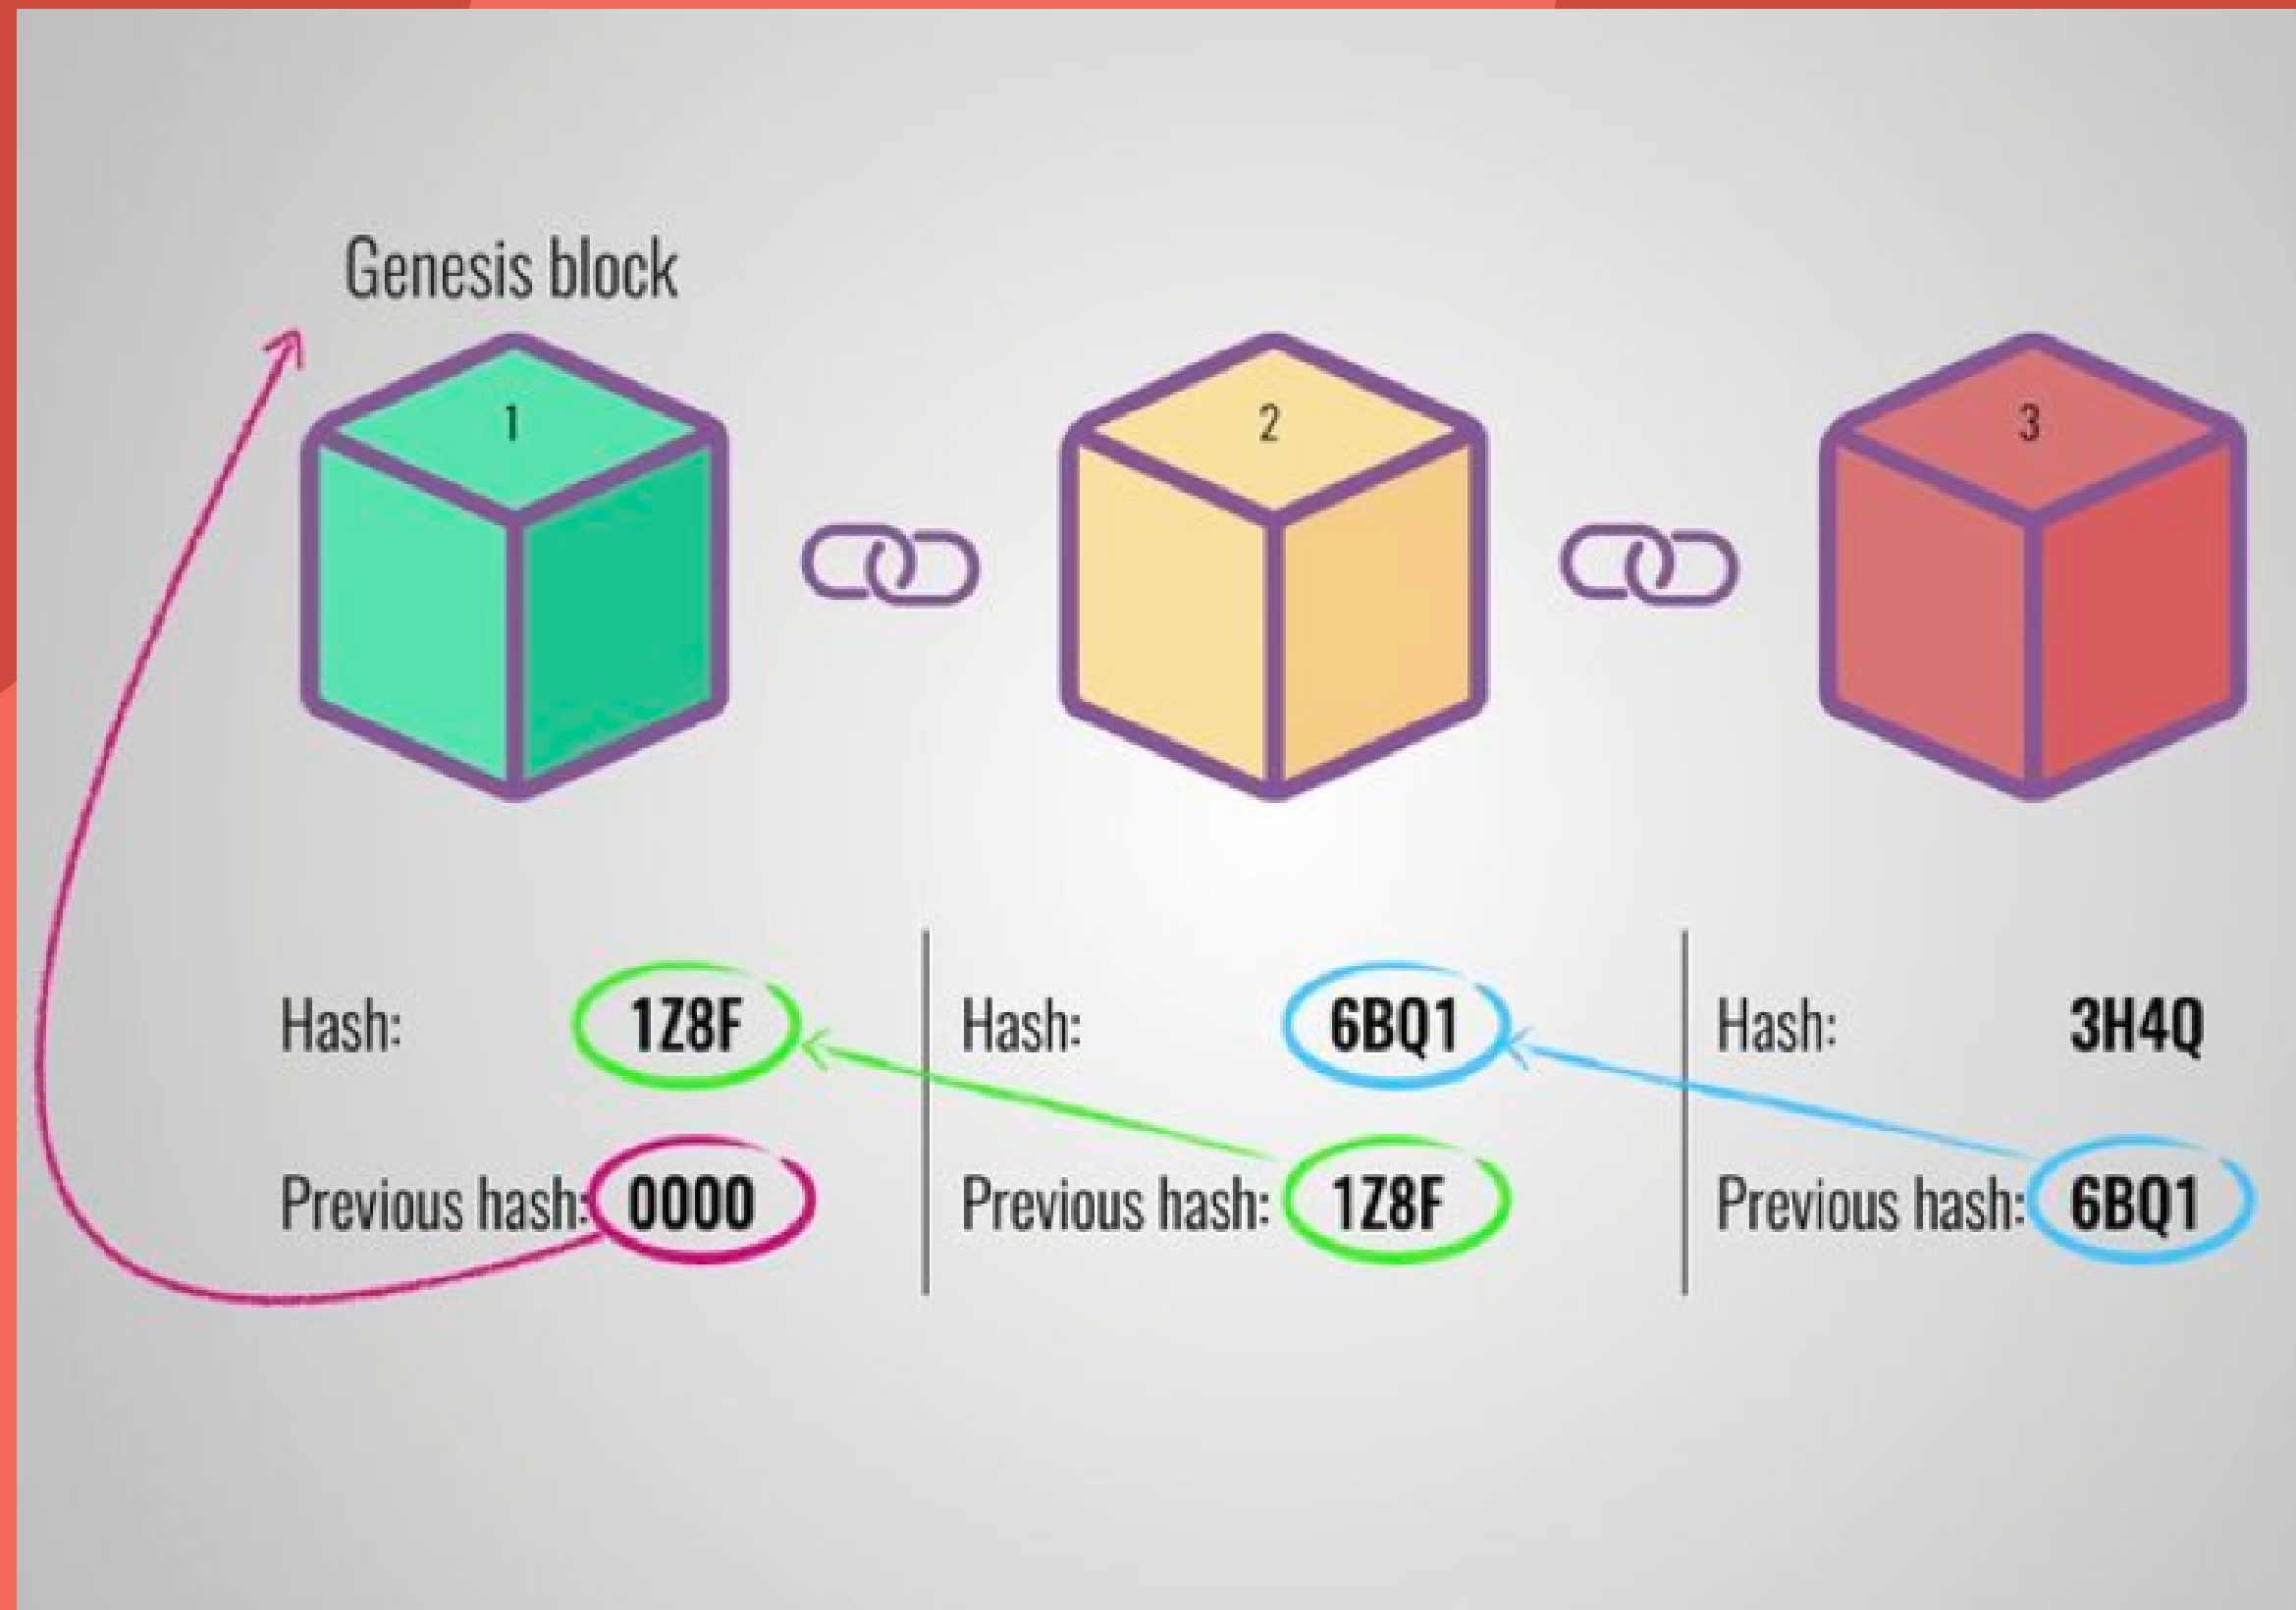 Genesis block
1
2
3
Hash: 1Z8F
Previous hash: 0000
Hash: 6BQ1
Previous hash: 1Z8F
Hash: 3H4Q
Previous hash: 6BQ1